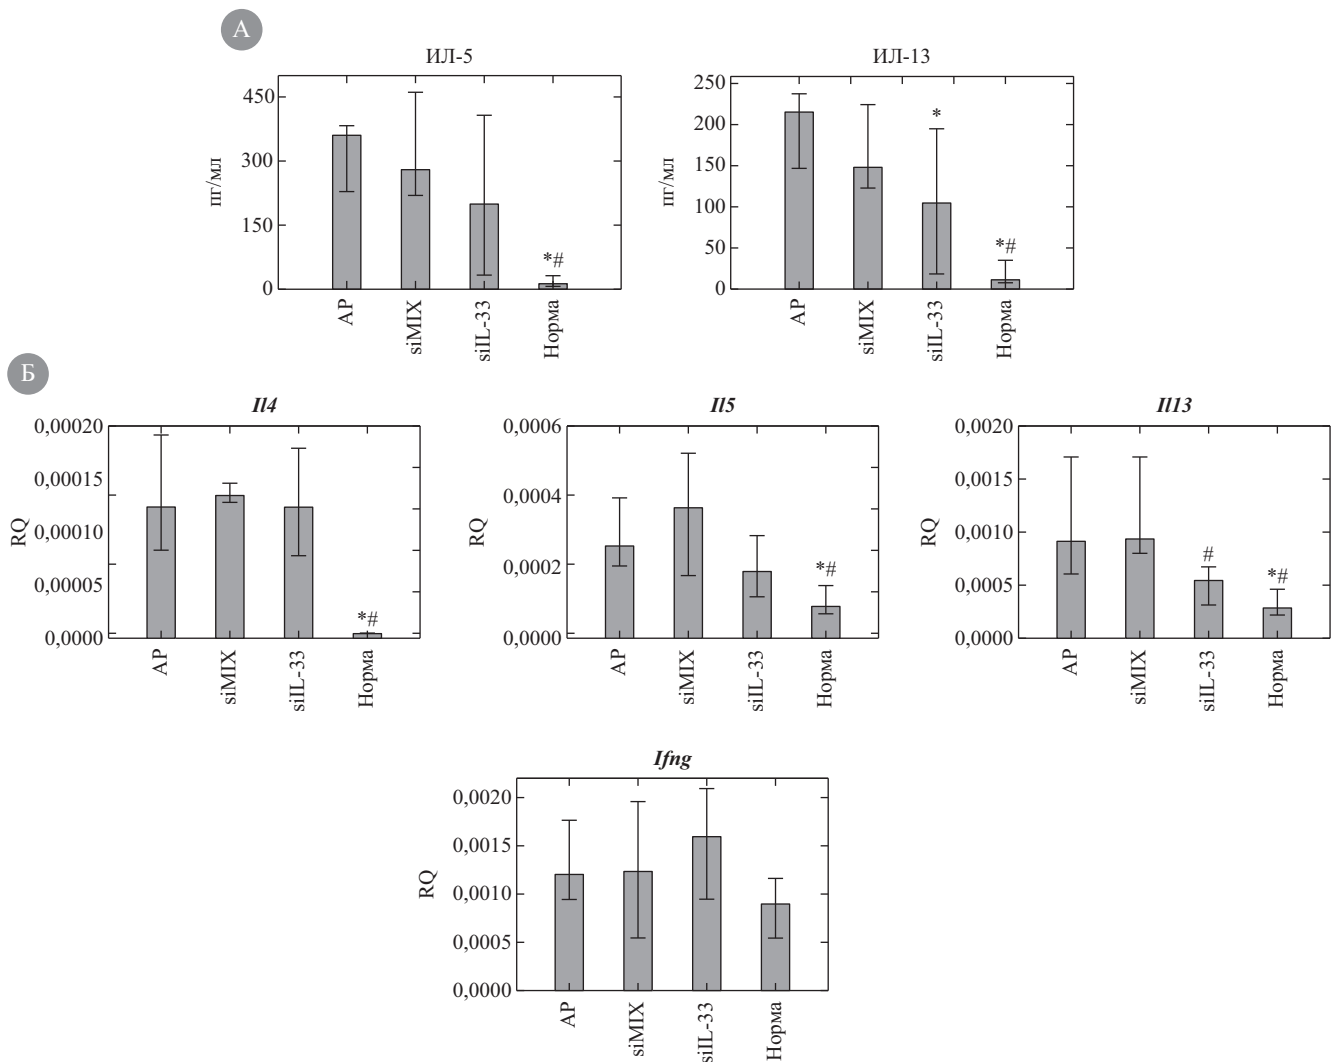 А
ИЛ-5
пг/мл
450
300
150
0
*#
АР
siMIX
siIL-33
Норма
ИЛ-13
пг/мл
250
200
150
100
50
0
*
*#
АР
siMIX
siIL-33
Норма
Б
Il4
RQ
0,00020
0,00015
0,00010
0,00005
0,0000
*#
АР
siMIX
siIL-33
Норма
Il5
RQ
0,0006
0,0004
0,0002
0,0000
*#
АР
siMIX
siIL-33
Норма
Il13
RQ
0,0020
0,0015
0,0010
0,0005
0,0000
#
*#
АР
siMIX
siIL-33
Норма
Ifng
RQ
0,0020
0,0015
0,0010
0,0005
0,0000
АР
siMIX
siIL-33
Норма